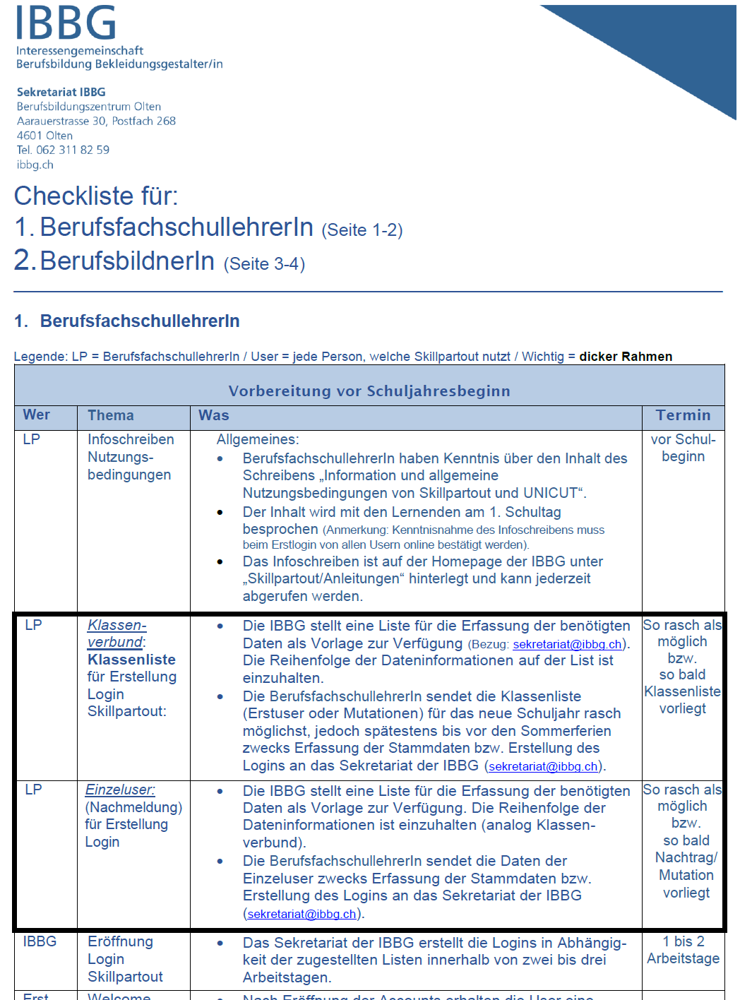 IBBG
Interessengemeinschaft
Berufsbildung Bekleidungsgestalter/in
Sekretariat IBBG
Berufsbildungszentrum Olten
Aarauerstrasse 30, Postfach 268
4601 Olten
Tel. 062 311 82 59
ibbg.ch
Checkliste für:
1. BerufsfachschullehrerIn (Seite 1-2)
2. BerufsbildnerIn (Seite 3-4)
1. BerufsfachschullehrerIn
Legende: LP = BerufsfachschullehrerIn / User = jede Person, welche Skillpartout nutzt / Wichtig = dicker Rahmen
Vorbereitung vor Schuljahresbeginn
Wer Thema Was Termin
LP
Infoschreiben
Nutzungs-
bedingungen
Allgemeines:
• BerufsfachschullehrerIn haben Kenntnis über den Inhalt des
Schreibens „Information und allgemeine
Nutzungsbedingungen von Skillpartout und UNICUT“.
• Der Inhalt wird mit den Lernenden am 1. Schultag
besprochen (Anmerkung: Kenntnisnahme des Infoschreibens muss
beim Erstlogin von allen Usern online bestätigt werden).
• Das Infoschreiben ist auf der Homepage der IBBG unter
„Skillpartout/Anleitungen“ hinterlegt und kann jederzeit
abgerufen werden.
vor Schul-
beginn
LP
Klassen-
verbund:
Klassenliste
für Erstellung
Login
Skillpartout:
• Die IBBG stellt eine Liste für die Erfassung der benötigten
Daten als Vorlage zur Verfügung (Bezug: sekretariat@ibbg.ch).
Die Reihenfolge der Dateninformationen auf der List ist
einzuhalten.
• Die BerufsfachschullehrerIn sendet die Klassenliste
(Erstuser oder Mutationen) für das neue Schuljahr rasch
möglichst, jedoch spätestens bis vor den Sommerferien
zwecks Erfassung der Stammdaten bzw. Erstellung des
Logins an das Sekretariat der IBBG (sekretariat@ibbg.ch).
So rasch als
möglich
bzw.
so bald
Klassenliste
vorliegt
LP
Einzeluser:
(Nachmeldung)
für Erstellung
Login
• Die IBBG stellt eine Liste für die Erfassung der benötigten
Daten als Vorlage zur Verfügung. Die Reihenfolge der
Dateninformationen ist einzuhalten (analog Klassen-
verbund).
• Die BerufsfachschullehrerIn sendet die Daten der
Einzeluser zwecks Erfassung der Stammdaten bzw.
Erstellung des Logins an das Sekretariat der IBBG
(sekretariat@ibbg.ch).
So rasch als
möglich
bzw.
so bald
Nachtrag/
Mutation
vorliegt
IBBG
Eröffnung
Login
Skillpartout
• Das Sekretariat der IBBG erstellt die Logins in Abhängig-
keit der zugestellten Listen innerhalb von zwei bis drei
Arbeitstagen.
1 bis 2
Arbeitstage
Erst
Welcome
• Nach Eröffnung der Accounts erhalten die User eine